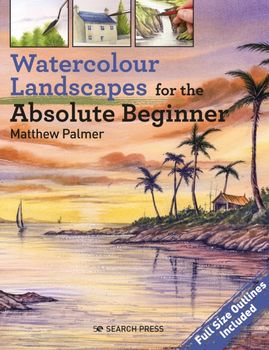 Watercolour
Landscapes for the
Absolute Beginner
Matthew Palmer
Full Size Outlines
Included
SEARCH PRESS